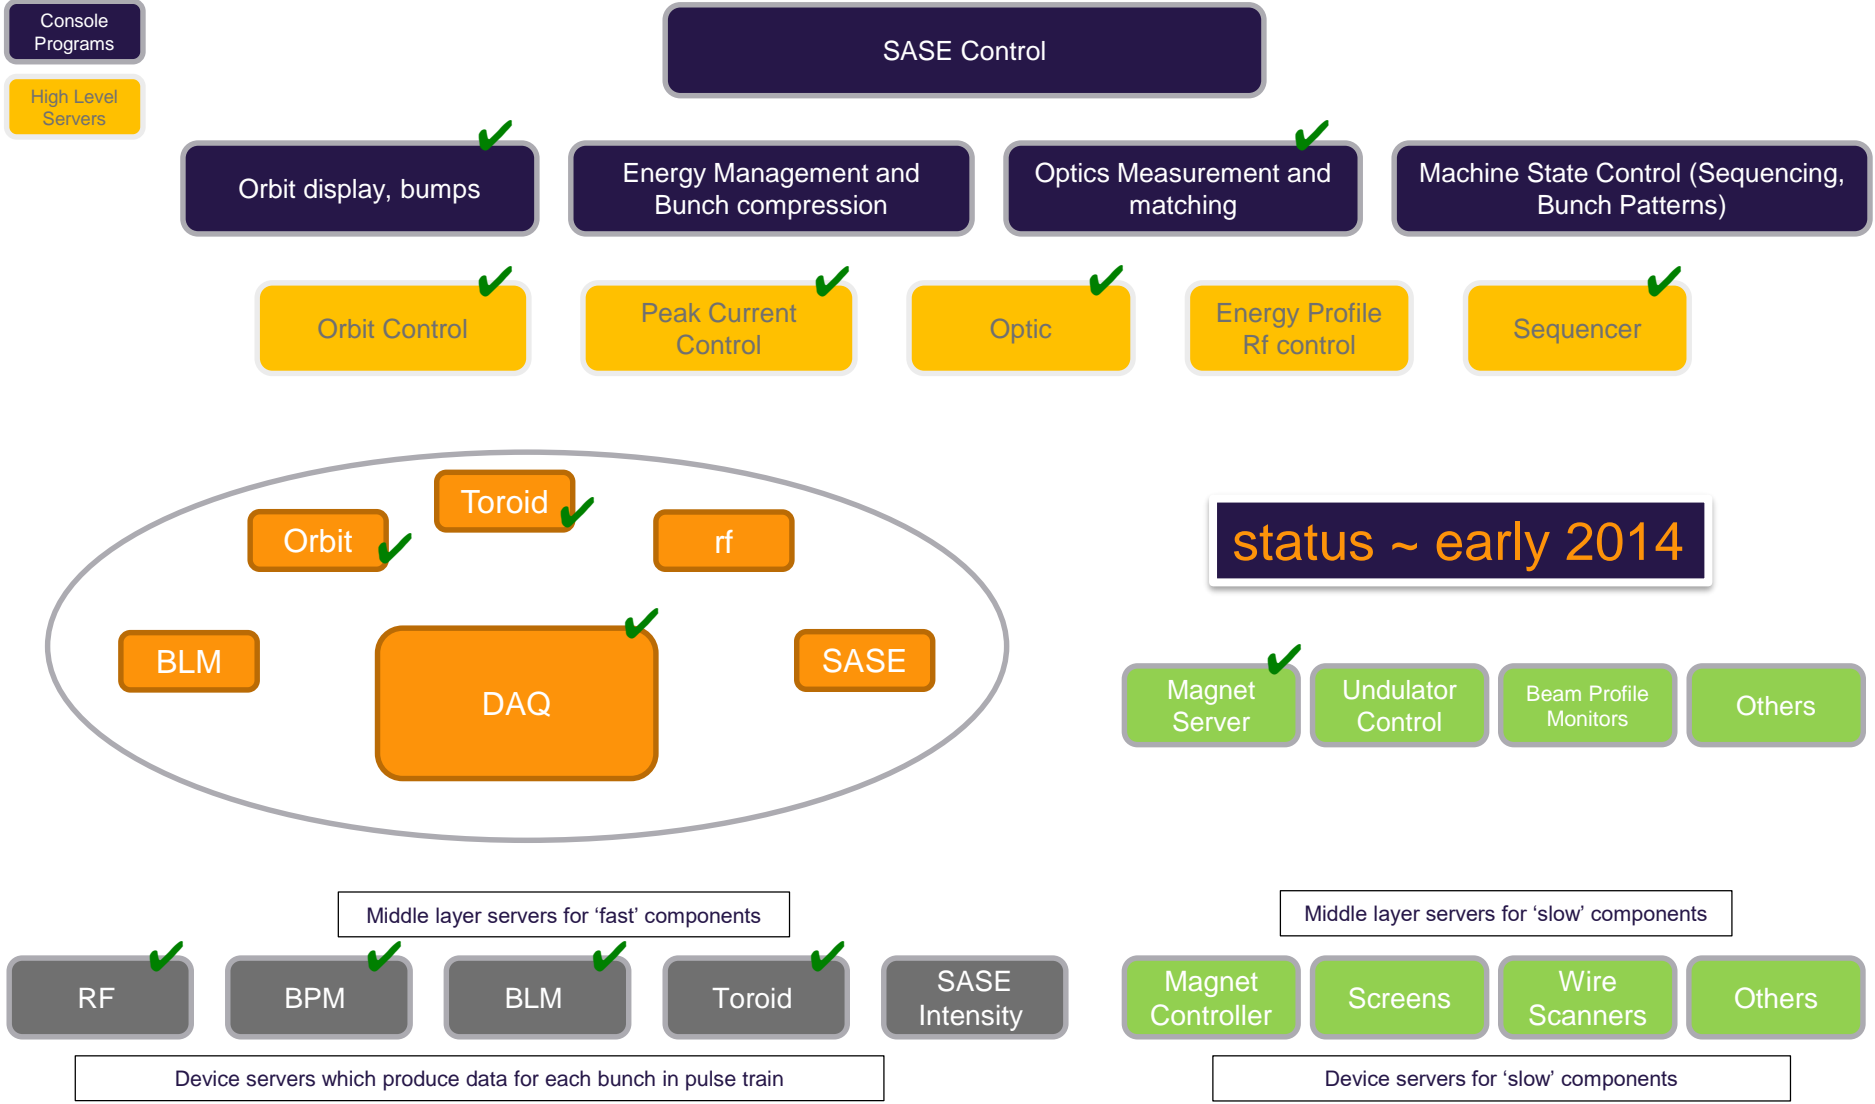 Console
Programs
SASE Control
High Level
Servers
Orbit display, bumps
Energy Management and
Bunch compression
Optics Measurement and
matching
Machine State Control (Sequencing,
Bunch Patterns)
Orbit Control
Peak Current
Control
Optic
Energy Profile
Rf control
Sequencer
Toroid
Orbit
rf
BLM
DAQ
SASE
status ~ early 2014
Magnet
Server
Undulator
Control
Beam Profile
Monitors
Others
Middle layer servers for ‘fast’ components
Middle layer servers for ‘slow’ components
RF
BPM
BLM
Toroid
SASE
Intensity
Magnet
Controller
Screens
Wire
Scanners
Others
Device servers which produce data for each bunch in pulse train
Device servers for ‘slow’ components